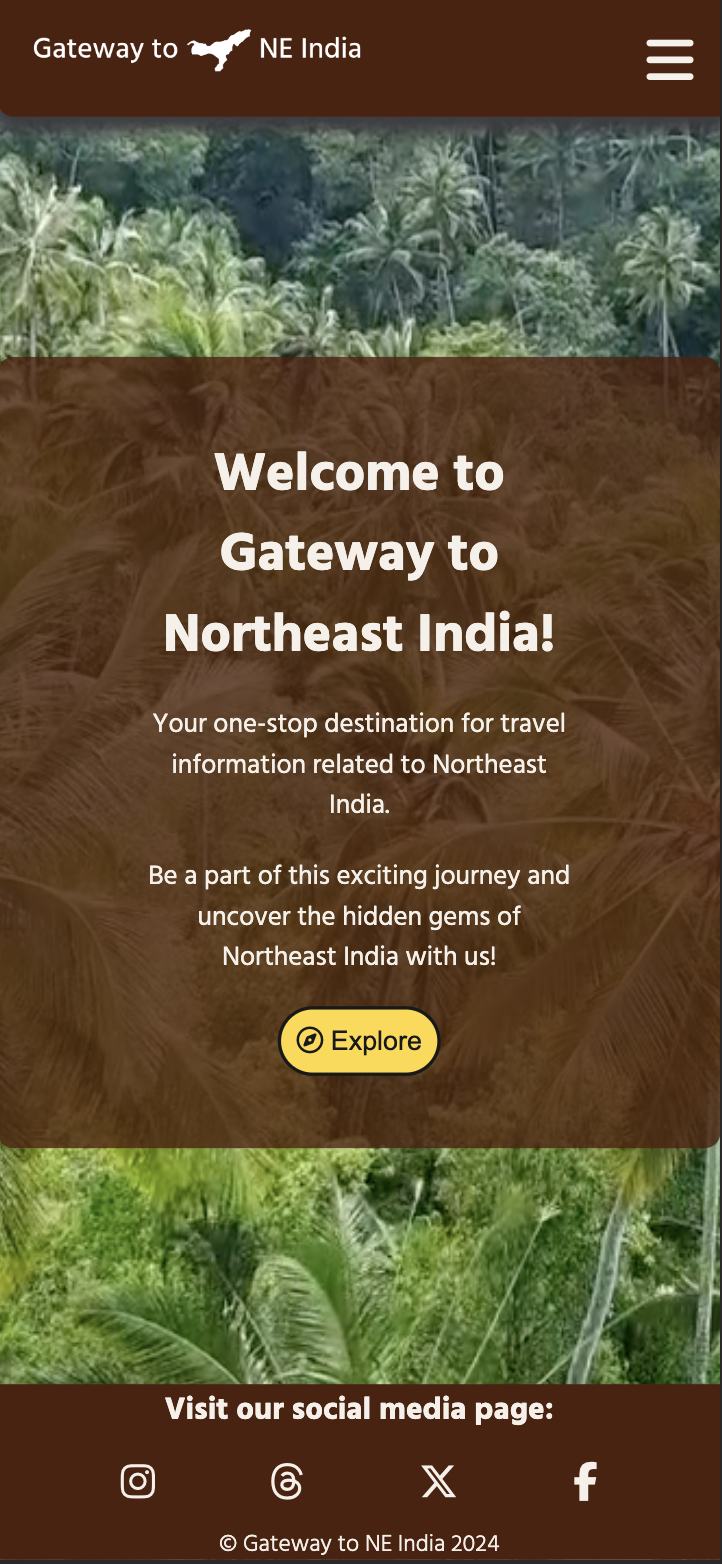 Gateway to NE India
Welcome to
Gateway to
Northeast India!
Your one-stop destination for travel
information related to Northeast
India.
Be a part of this exciting journey and
uncover the hidden gems of
Northeast India with us!
Explore
Visit our social media page:
© Gateway to NE India 2024